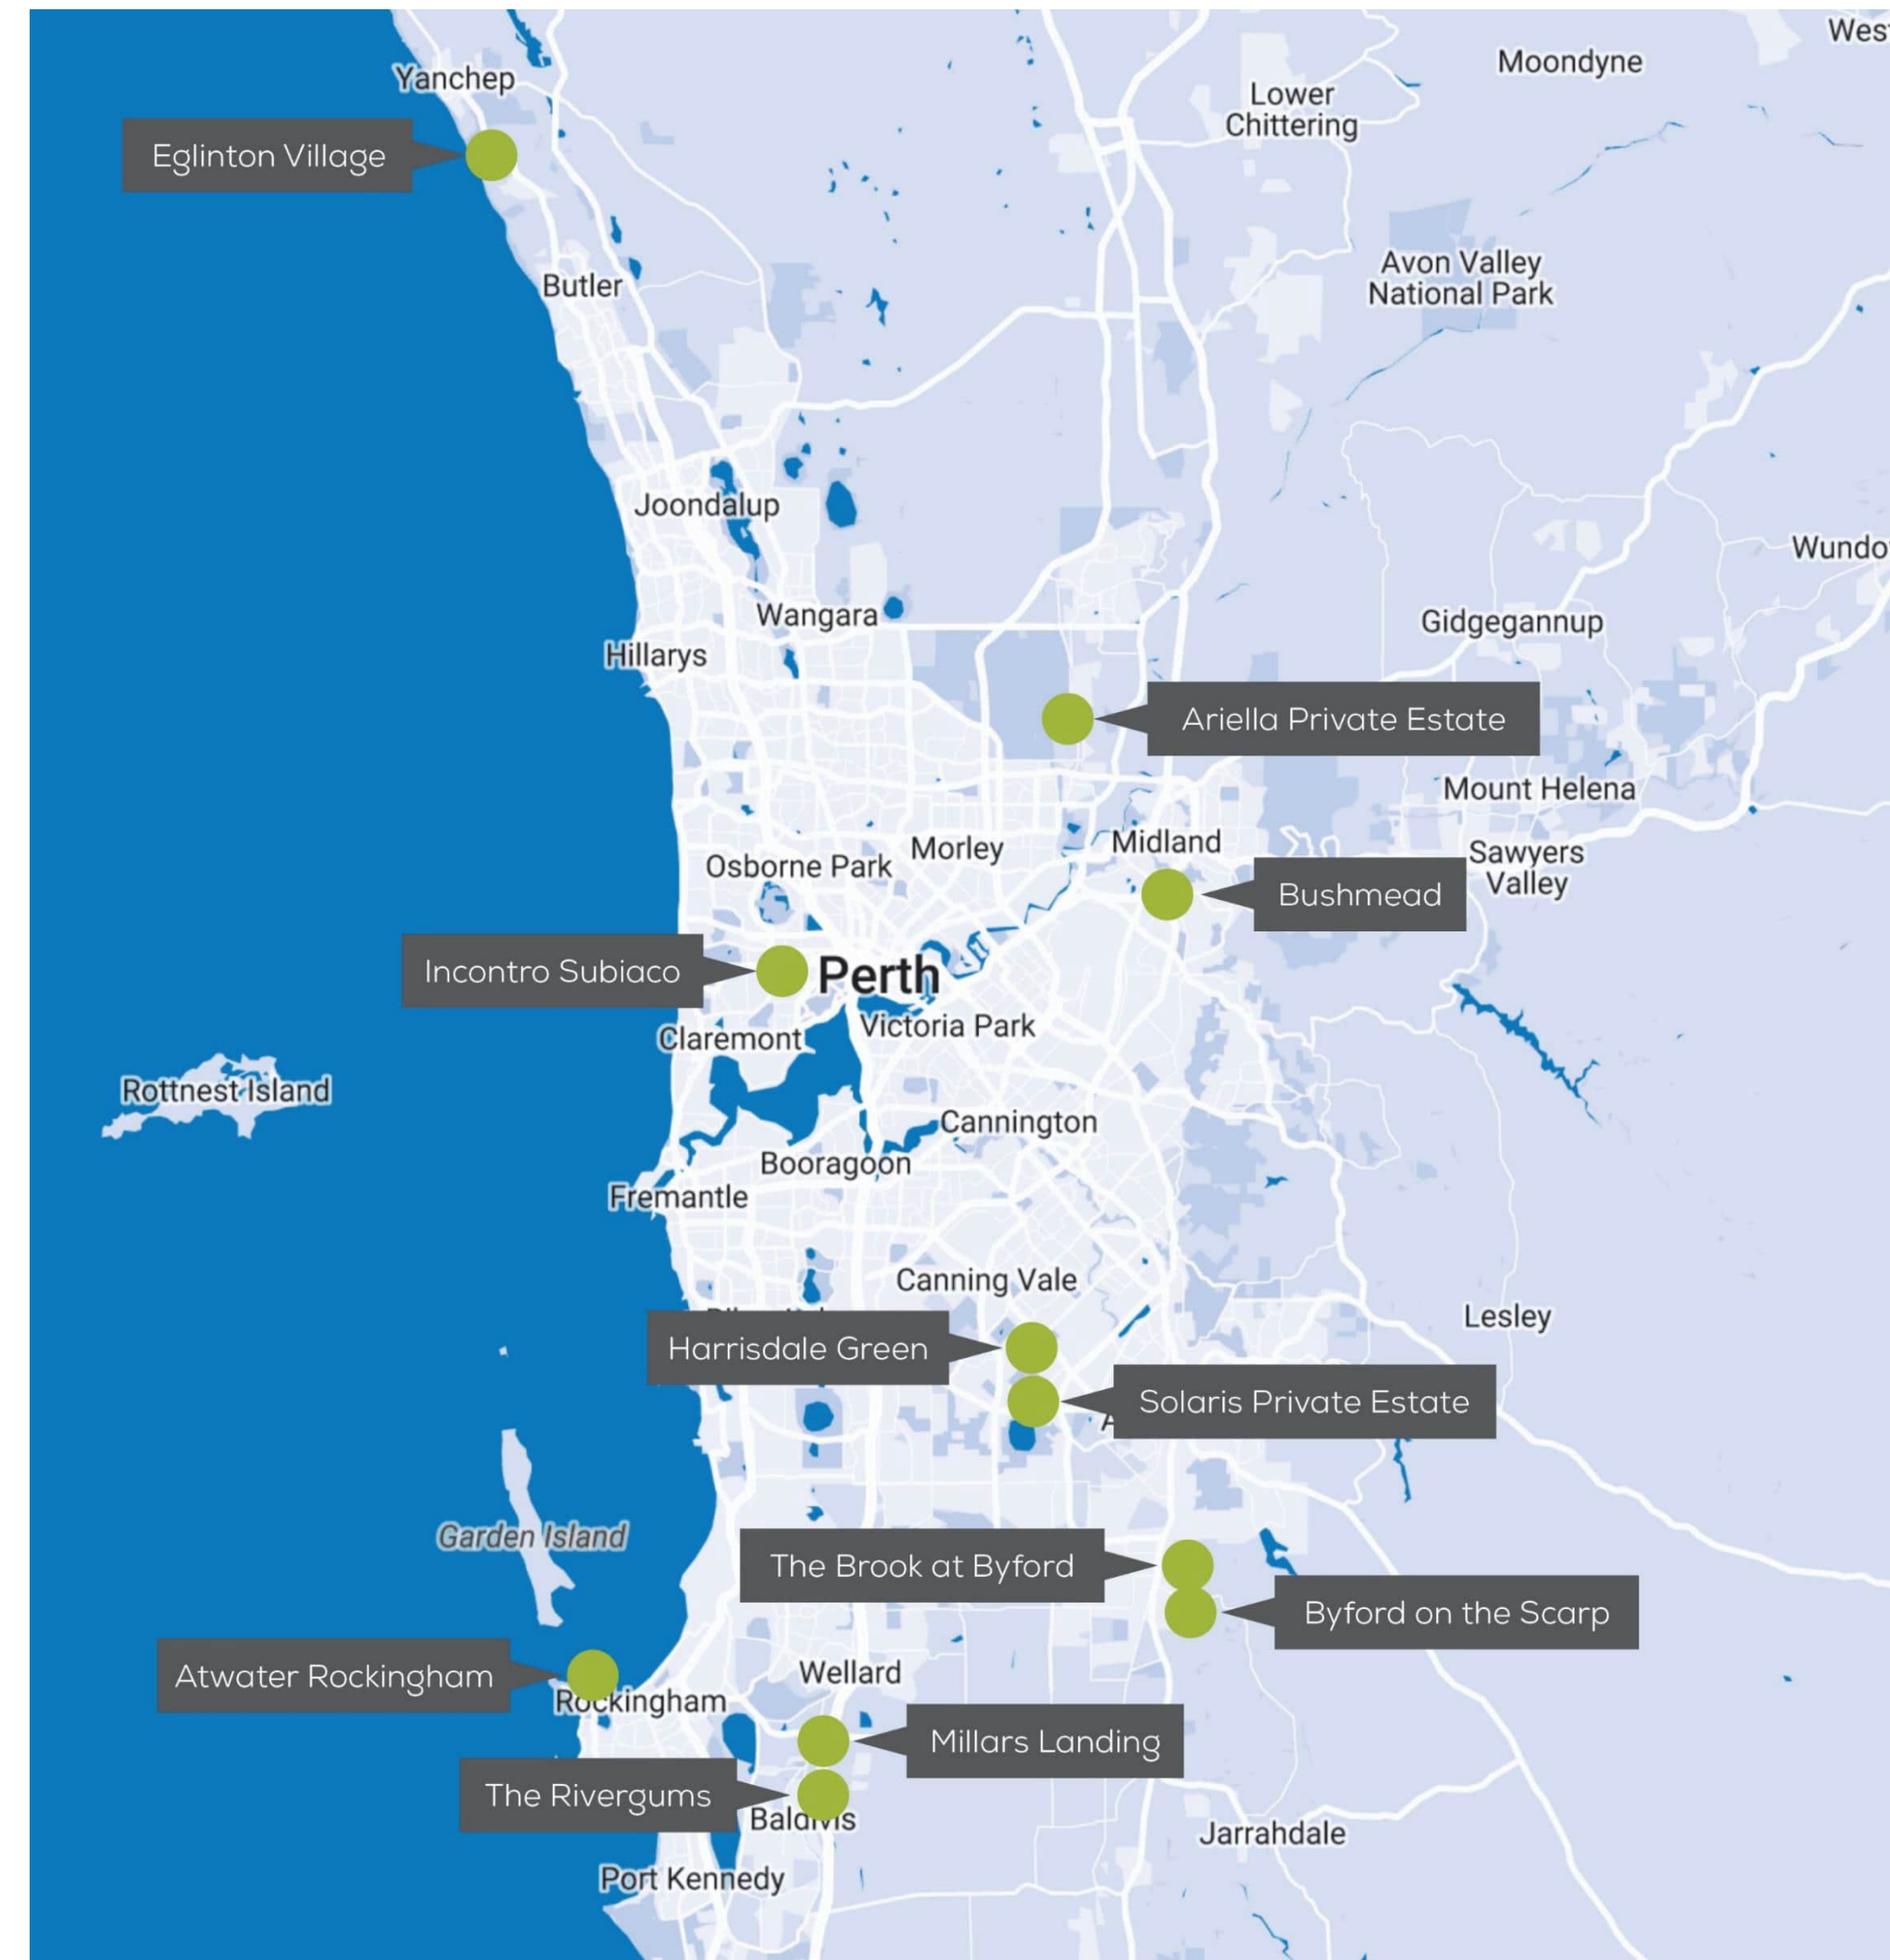 Wes
Moondyne
Yanchep
Lower
Chittering
Eglinton Village
Avon Valley
National Park
Butler
Joondalup
Wundo
Wangara
Gidgegannup
Hillarys
Ariella Private Estate
Mount Helena
Midland
Morley
Sawyers
Valley
Osborne Park
Bushmead
Incontro Subiaco
Perth
Victoria Park
Claremont
Rottnest Island
Cannington
Booragoon
Fremantle
Canning Vale
Lesley
Harrisdale Green
Solaris Private Estate
A
Garden Island
The Brook at Byford
Byford on the Scarp
Atwater Rockingham
Wellard
Rockingham
Millars Landing
The Rivergums
Baldivis
Jarrahdale
Port Kennedy